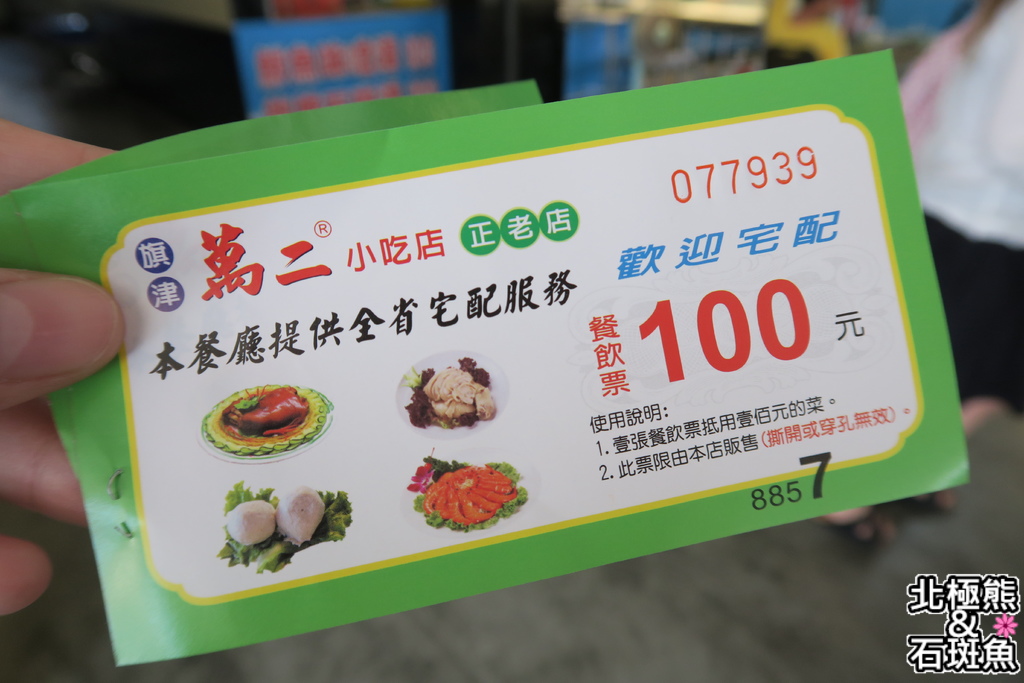 077939
旗津
萬二® 小吃店 正老店
歡迎宅配
本餐廳提供全省宅配服務
餐飲票 100 元
使用說明：
1. 壹張餐飲票抵用壹佰元的菜。
2. 此票限由本店販售(撕開或穿孔無效)。
8857
北極熊
&
石斑魚